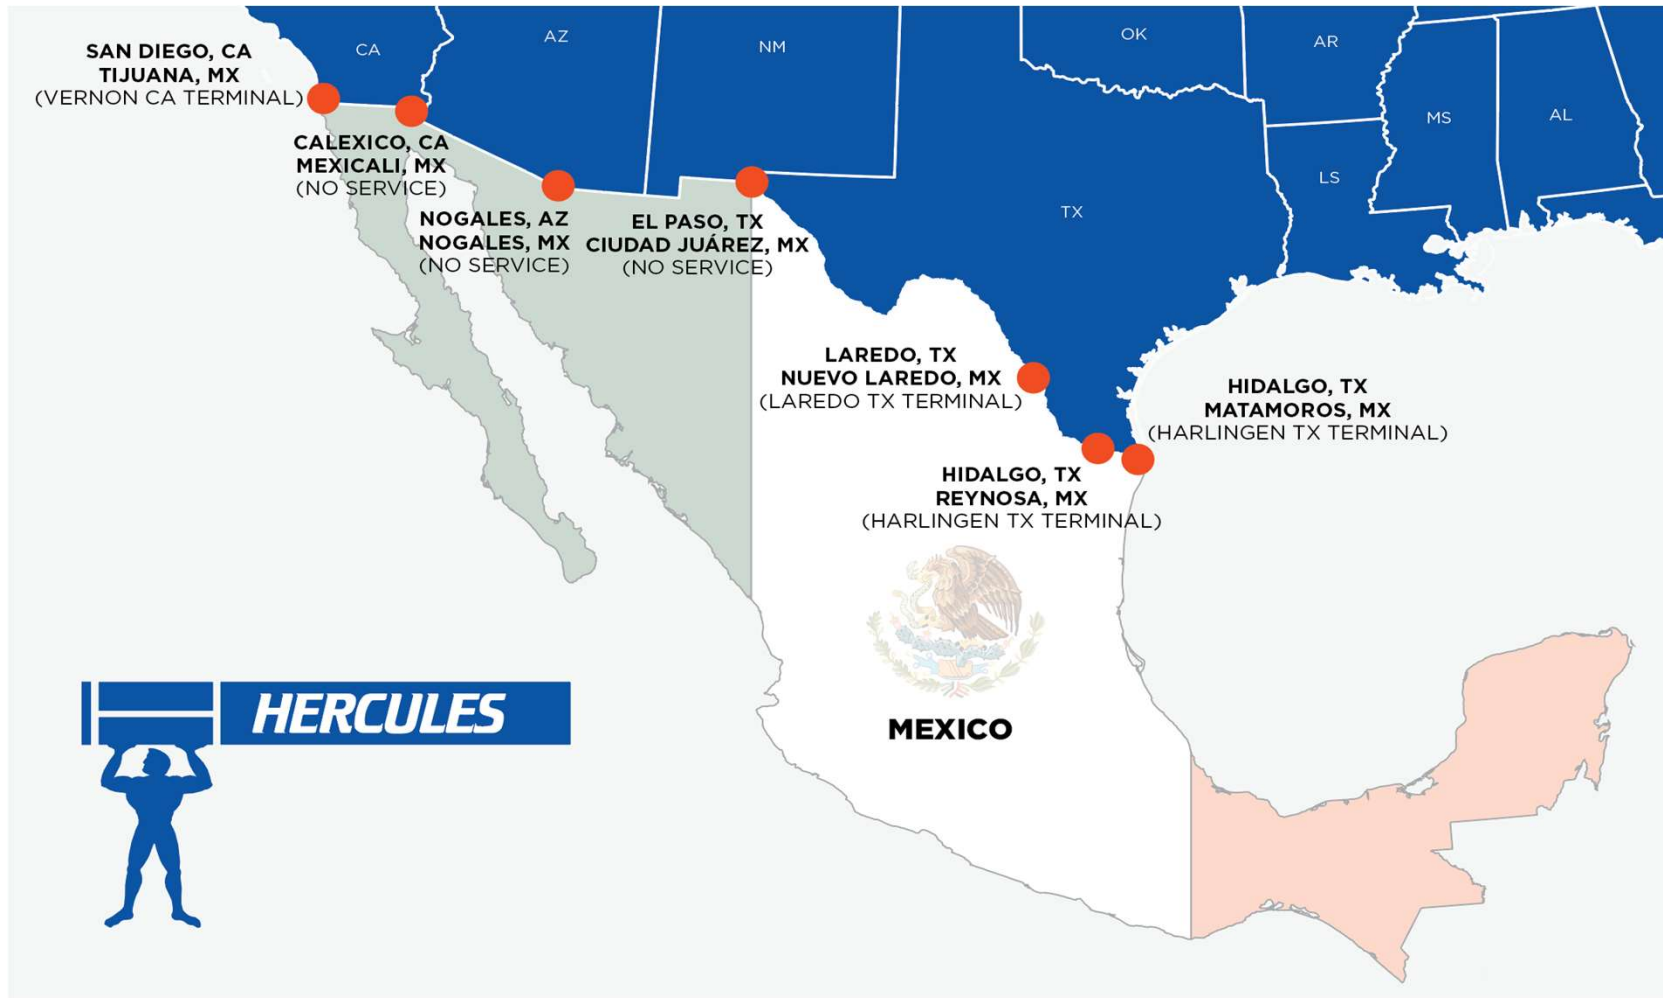 CA
AZ
NM
OK
AR
MS
AL
LS
TX
SAN DIEGO, CA
TIJUANA, MX
(VERNON CA TERMINAL)
CALEXICO, CA
MEXICALI, MX
(NO SERVICE)
NOGALES, AZ
NOGALES, MX
(NO SERVICE)
EL PASO, TX
CIUDAD JUÁREZ, MX
(NO SERVICE)
LAREDO, TX
NUEVO LAREDO, MX
(LAREDO TX TERMINAL)
HIDALGO, TX
MATAMOROS, MX
(HARLINGEN TX TERMINAL)
HIDALGO, TX
REYNOSA, MX
(HARLINGEN TX TERMINAL)
MEXICO
HERCULES